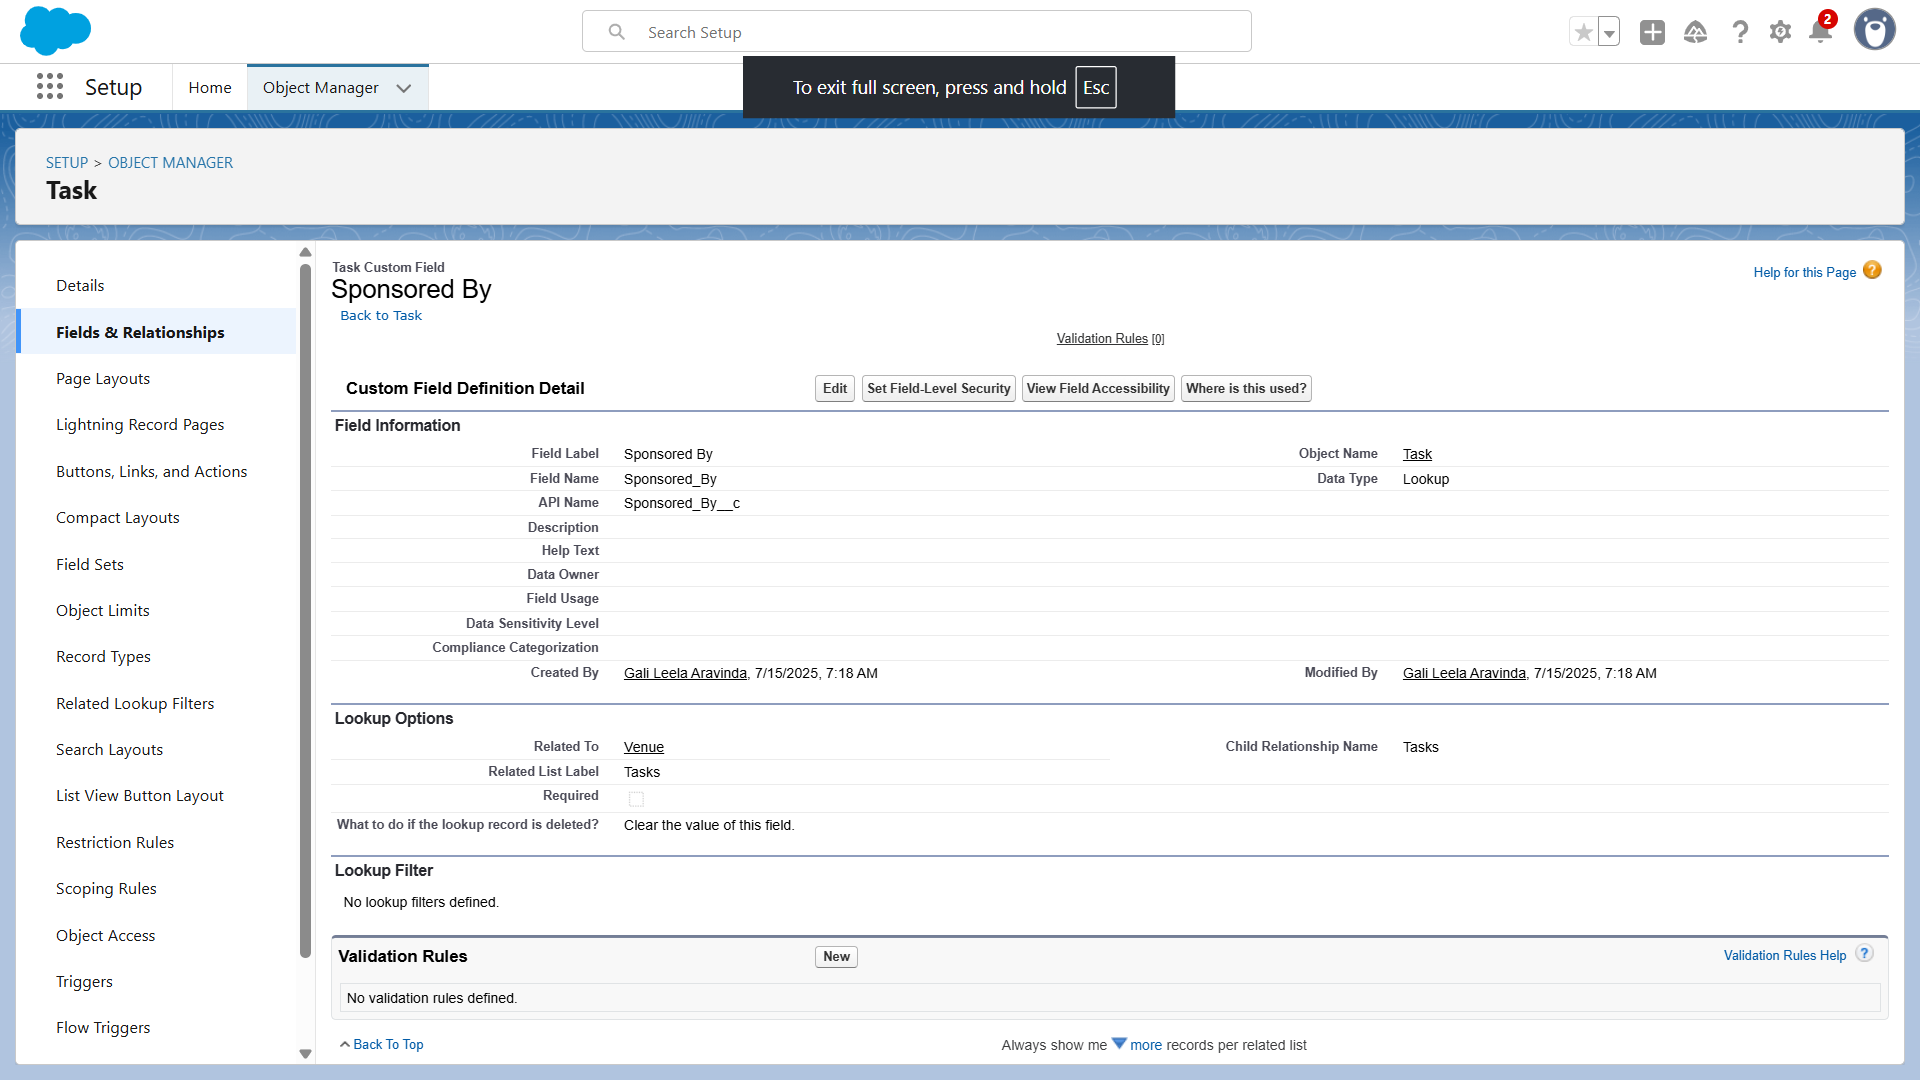 Search Setup
2
Setup
Home
Object Manager
To exit full screen, press and hold Esc
SETUP > OBJECT MANAGER
Task
Details
Fields & Relationships
Page Layouts
Lightning Record Pages
Buttons, Links, and Actions
Compact Layouts
Field Sets
Object Limits
Record Types
Related Lookup Filters
Search Layouts
List View Button Layout
Restriction Rules
Scoping Rules
Object Access
Triggers
Flow Triggers
Task Custom Field
Sponsored By
Back to Task
Help for this Page ?
Validation Rules [0]
Custom Field Definition Detail
Edit
Set Field-Level Security
View Field Accessibility
Where is this used?
Field Information
Field Label Sponsored By
Object Name Task
Field Name Sponsored_By
Data Type Lookup
API Name Sponsored_By__c
Description
Help Text
Data Owner
Field Usage
Data Sensitivity Level
Compliance Categorization
Created By Gali Leela Aravinda, 7/15/2025, 7:18 AM
Modified By Gali Leela Aravinda, 7/15/2025, 7:18 AM
Lookup Options
Related To Venue
Child Relationship Name Tasks
Related List Label Tasks
Required
What to do if the lookup record is deleted? Clear the value of this field.
Lookup Filter
No lookup filters defined.
Validation Rules
New
Validation Rules Help ?
No validation rules defined.
Back To Top
Always show me more records per related list